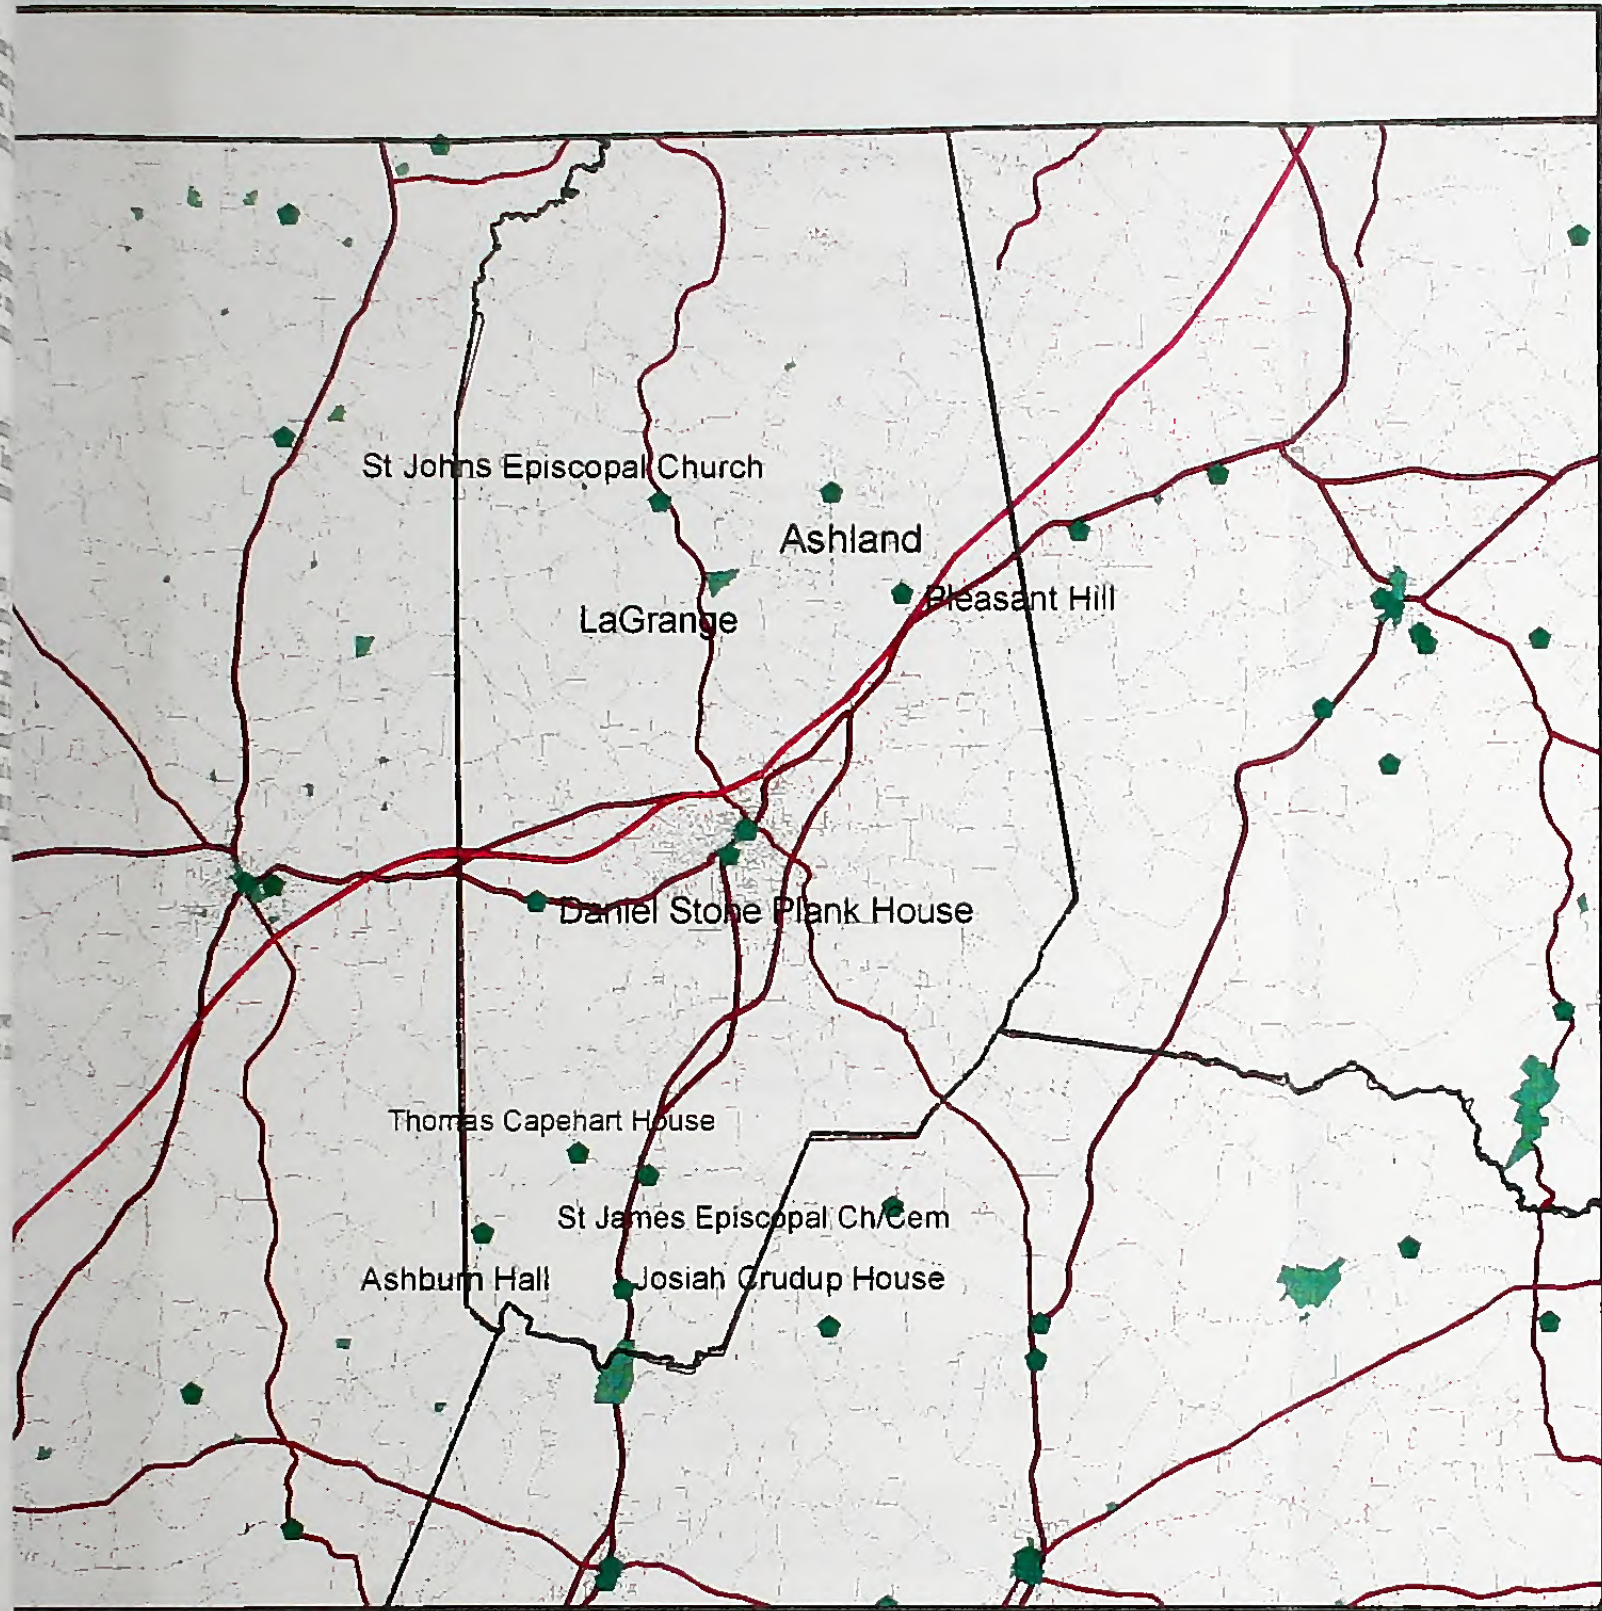 St Johns Episcopal Church
Ashland
Pleasant Hill
LaGrange
Daniel Stone Plank House
Thomas Capehart House
St James Episcopal Ch/Cem
Ashburn Hall
Josiah Crudup House